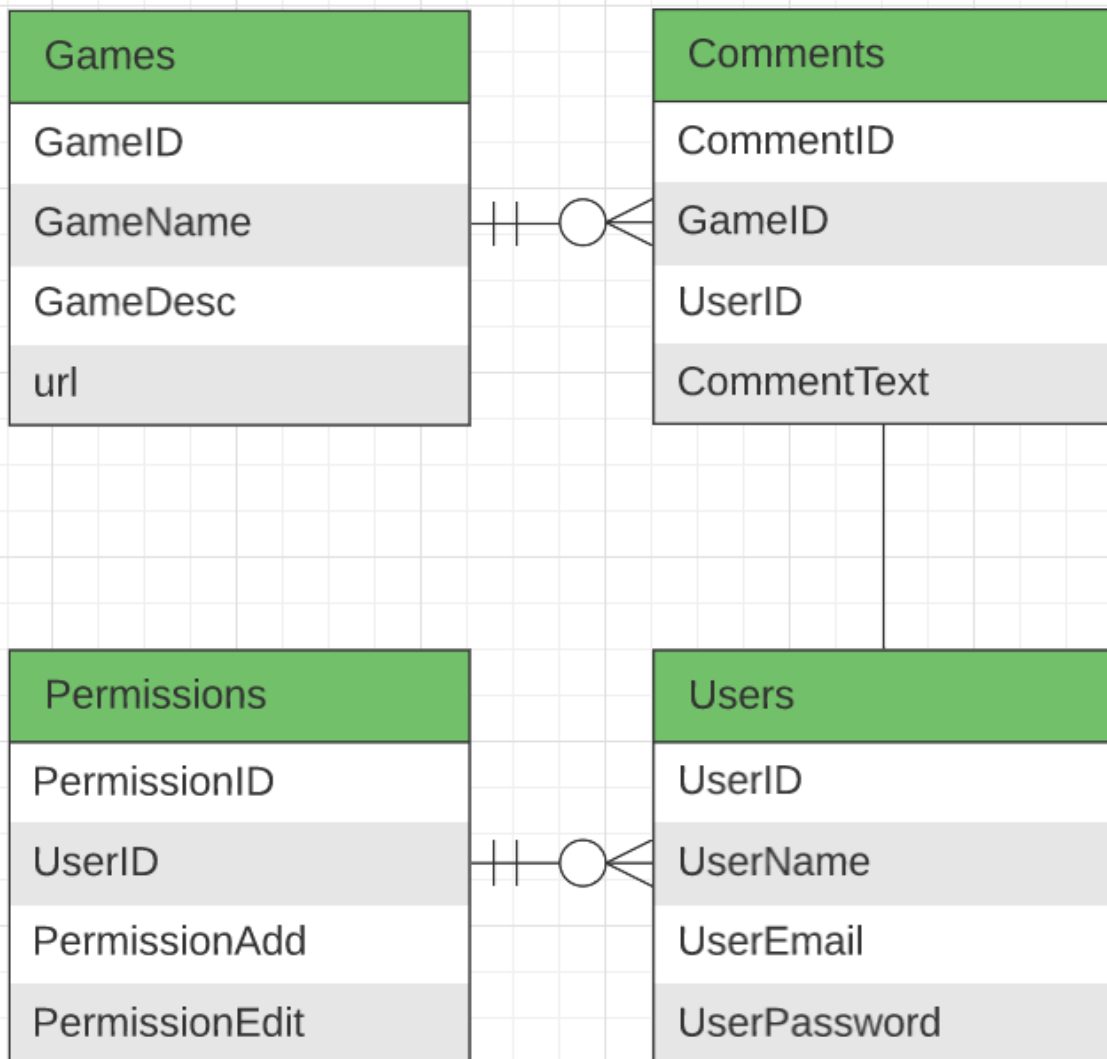 Games
GameID
GameName
GameDesc
url
Comments
CommentID
GameID
UserID
CommentText
Permissions
PermissionID
UserID
PermissionAdd
PermissionEdit
Users
UserID
UserName
UserEmail
UserPassword